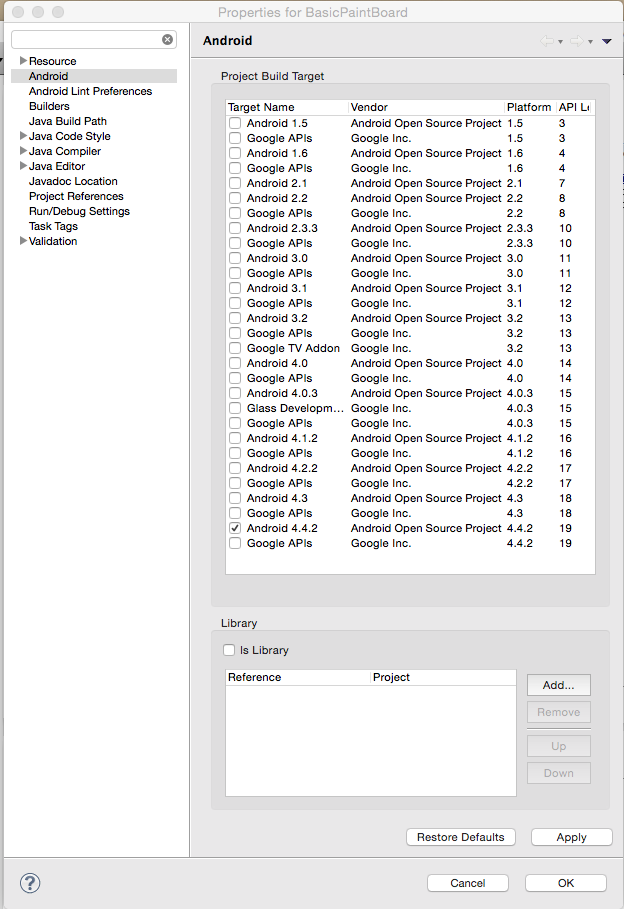 Properties for BasicPaintBoard
Android
Resource
Android
Android Lint Preferences
Builders
Java Build Path
Java Code Style
Java Compiler
Java Editor
Javadoc Location
Project References
Run/Debug Settings
Task Tags
Validation
Project Build Target
Target Name Vendor Platform API Le
Android 1.5 Android Open Source Project 1.5 3
Google APIs Google Inc. 1.5 3
Android 1.6 Android Open Source Project 1.6 4
Google APIs Google Inc. 1.6 4
Android 2.1 Android Open Source Project 2.1 7
Android 2.2 Android Open Source Project 2.2 8
Google APIs Google Inc. 2.2 8
Android 2.3.3 Android Open Source Project 2.3.3 10
Google APIs Google Inc. 2.3.3 10
Android 3.0 Android Open Source Project 3.0 11
Google APIs Google Inc. 3.0 11
Android 3.1 Android Open Source Project 3.1 12
Google APIs Google Inc. 3.1 12
Android 3.2 Android Open Source Project 3.2 13
Google APIs Google Inc. 3.2 13
Google TV Addon Google Inc. 3.2 13
Android 4.0 Android Open Source Project 4.0 14
Google APIs Google Inc. 4.0 14
Android 4.0.3 Android Open Source Project 4.0.3 15
Glass Developm... Google Inc. 4.0.3 15
Google APIs Google Inc. 4.0.3 15
Android 4.1.2 Android Open Source Project 4.1.2 16
Google APIs Google Inc. 4.1.2 16
Android 4.2.2 Android Open Source Project 4.2.2 17
Google APIs Google Inc. 4.2.2 17
Android 4.3 Android Open Source Project 4.3 18
Google APIs Google Inc. 4.3 18
Android 4.4.2 Android Open Source Project 4.4.2 19
Google APIs Google Inc. 4.4.2 19
Library
Is Library
Reference Project
Add...
Remove
Up
Down
Restore Defaults Apply
? Cancel OK